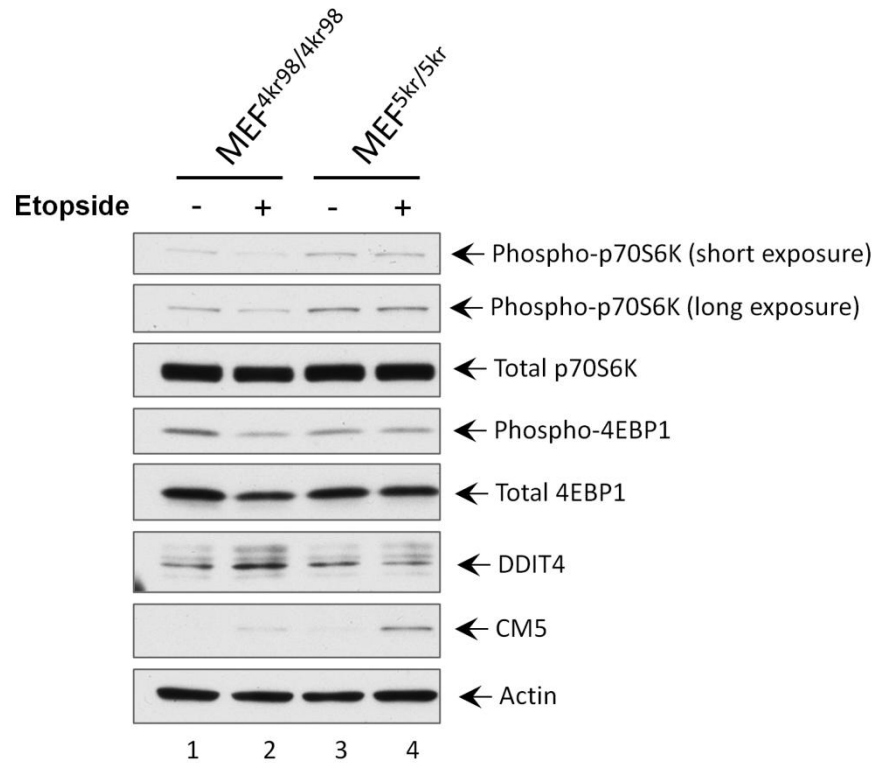 MEF4kr98/4kr98 MEF5kr/5kr
Etopside - + - +
Phospho-p70S6K (short exposure)
Phospho-p70S6K (long exposure)
Total p70S6K
Phospho-4EBP1
Total 4EBP1
DDIT4
CM5
Actin
1 2 3 4